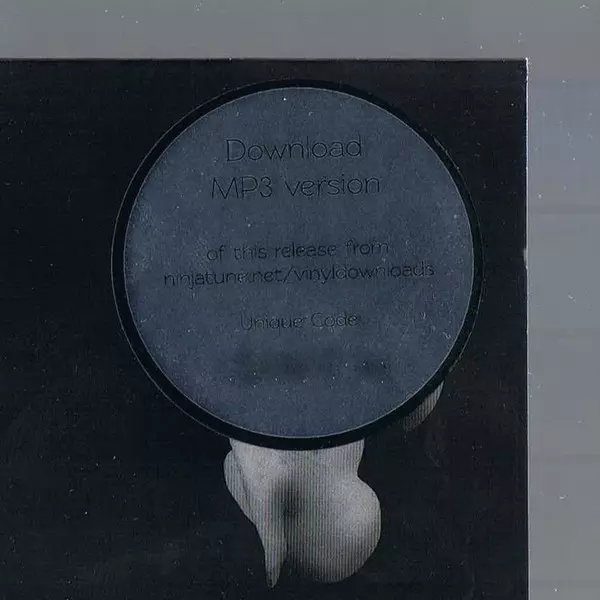 Download
MP3 version
of this release from
ninjatune.net/vinyldownloads
Unique Code